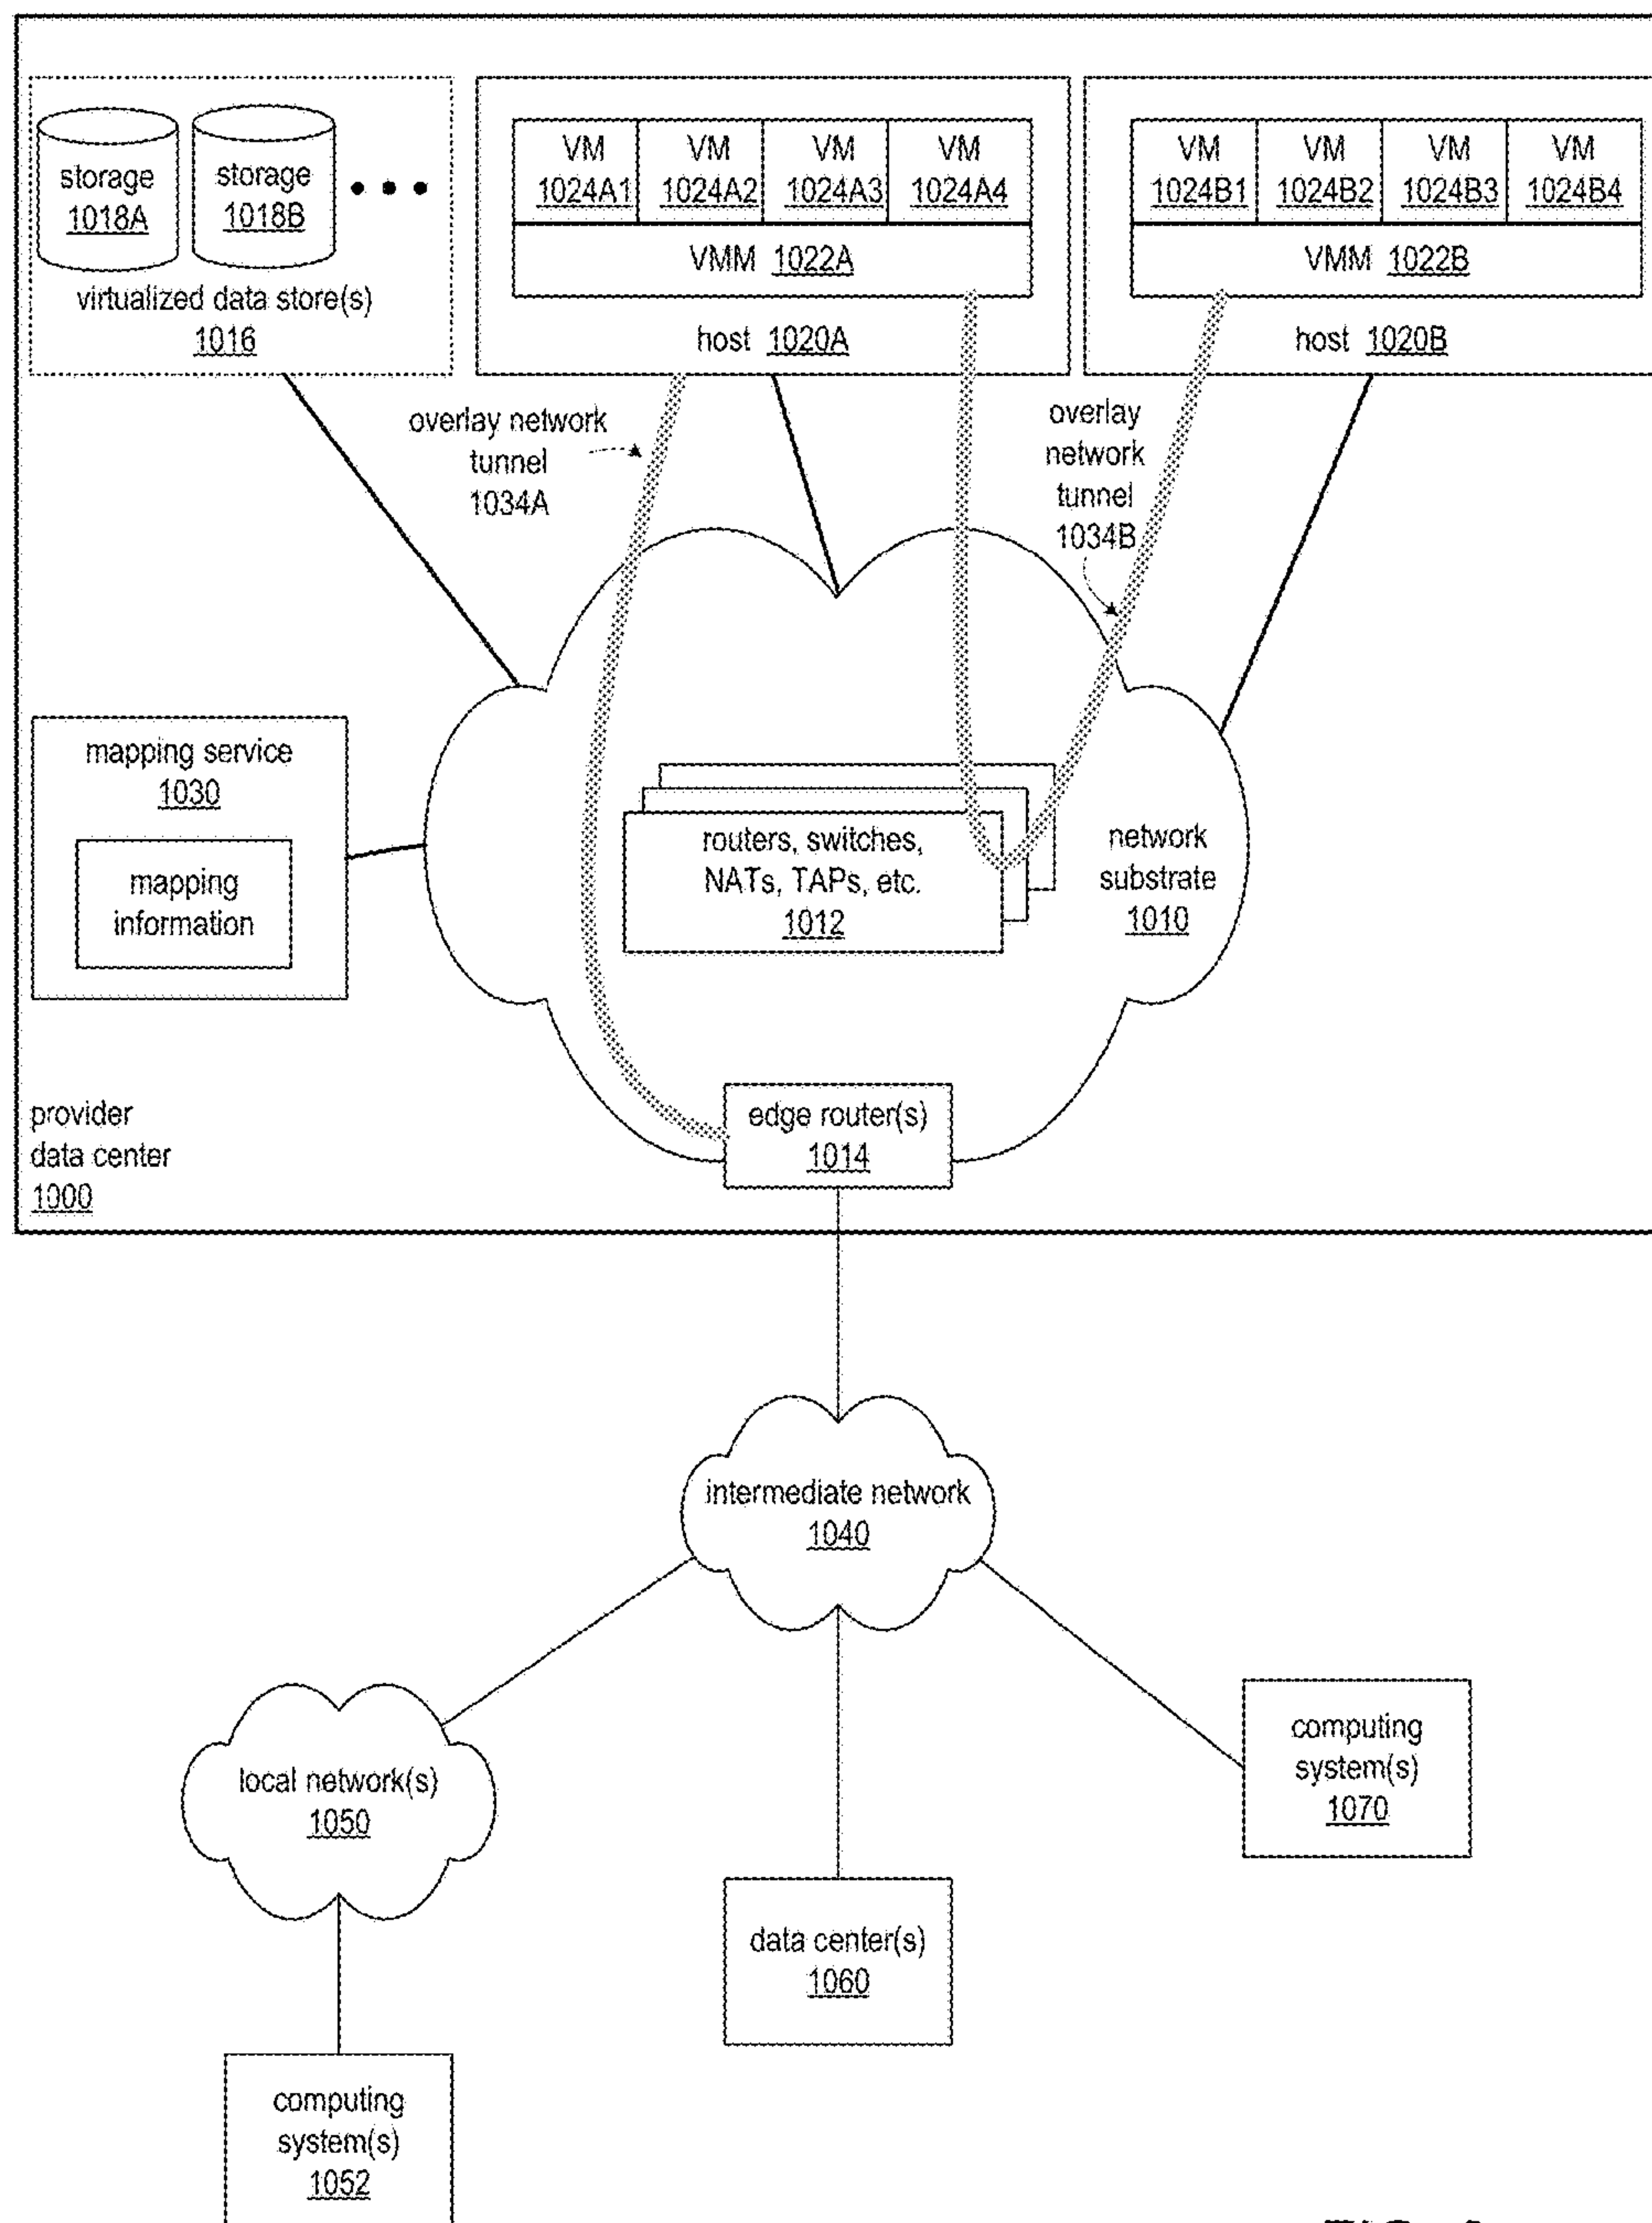 storage
1018A
storage
1018B
virtualized data store(s)
1016
VM
1024A1
VM
1024A2
VM
1024A3
VM
1024A4
VMM 1022A
host 1020A
VM
1024B1
VM
1024B2
VM
1024B3
VM
1024B4
VMM 1022B
host 1020B
overlay network
tunnel
1034A
overlay
network
tunnel
1034B
mapping service
1030
mapping
information
routers, switches,
NATs, TAPs, etc.
1012
network
substrate
1010
edge router(s)
1014
provider
data center
1000
intermediate network
1040
local network(s)
1050
computing
system(s)
1070
data center(s)
1060
computing
system(s)
1052